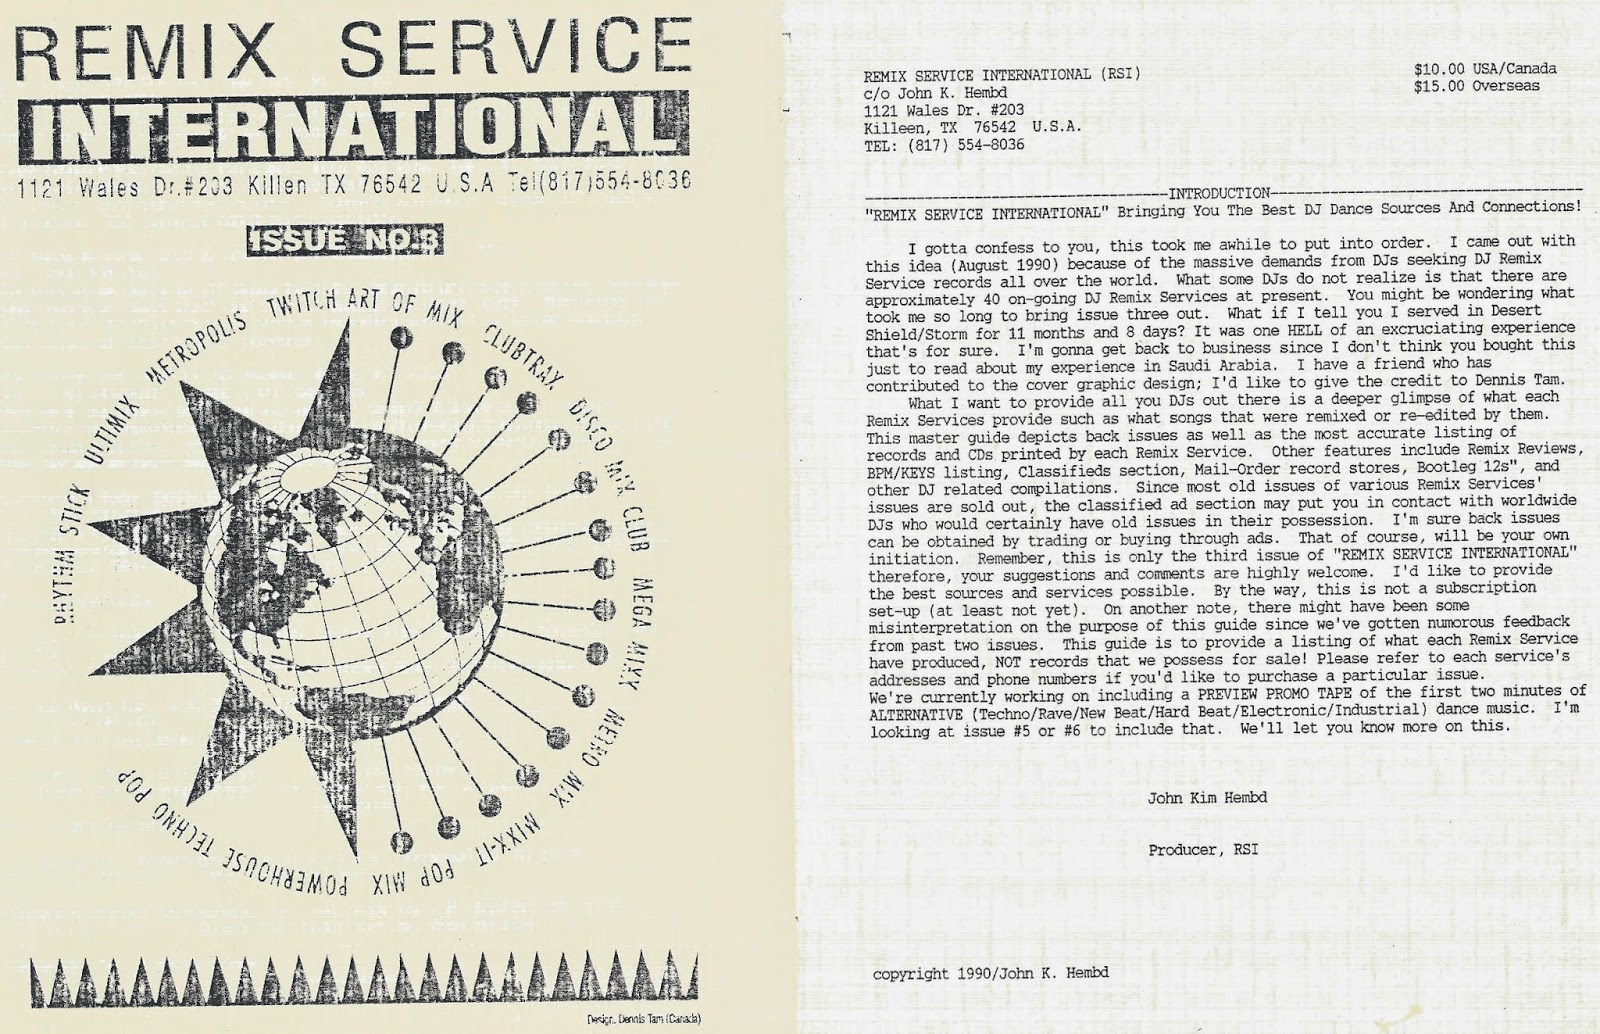 REMIX SERVICE
INTERNATIONAL
1121 Wales Dr.#203 Killen TX 76542 U.S.A Tel(817)554-8036
ISSUE NO.3
TWITCH ART OF MIX CLUBTRAX DISCO MIX CLUB MEGA MIXX METRO MIX MIXX-IT POP MIX POWERHOUSE TECHNO POP RHYTHM STICK ULTIMIX METROPOLIS
Design.. Dennis Tam (Canada)
REMIX SERVICE INTERNATIONAL (RSI)
$10.00 USA/Canada
c/o John K. Hembd
$15.00 Overseas
1121 Wales Dr. #203
Killeen, TX 76542 U.S.A.
TEL: (817) 554-8036
INTRODUCTION
"REMIX SERVICE INTERNATIONAL" Bringing You The Best DJ Dance Sources And Connections!
I gotta confess to you, this took me awhile to put into order. I came out with
this idea (August 1990) because of the massive demands from DJs seeking DJ Remix
Service records all over the world. What some DJs do not realize is that there are
approximately 40 on-going DJ Remix Services at present. You might be wondering what
took me so long to bring issue three out. What if I tell you I served in Desert
Shield/Storm for 11 months and 8 days? It was one HELL of an excruciating experience
that's for sure. I'm gonna get back to business since I don't think you bought this
just to read about my experience in Saudi Arabia. I have a friend who has
contributed to the cover graphic design; I'd like to give the credit to Dennis Tam.
What I want to provide all you DJs out there is a deeper glimpse of what each
Remix Services provide such as what songs that were remixed or re-edited by them.
This master guide depicts back issues as well as the most accurate listing of
records and CDs printed by each Remix Service. Other features include Remix Reviews,
BPM/KEYS listing, Classifieds section, Mail-Order record stores, Bootleg 12s", and
other DJ related compilations. Since most old issues of various Remix Services'
issues are sold out, the classified ad section may put you in contact with worldwide
DJs who would certainly have old issues in their possession. I'm sure back issues
can be obtained by trading or buying through ads. That of course, will be your own
initiation. Remember, this is only the third issue of "REMIX SERVICE INTERNATIONAL"
therefore, your suggestions and comments are highly welcome. I'd like to provide
the best sources and services possible. By the way, this is not a subscription
set-up (at least not yet). On another note, there might have been some
misinterpretation on the purpose of this guide since we've gotten numorous feedback
from past two issues. This guide is to provide a listing of what each Remix Service
have produced, NOT records that we possess for sale! Please refer to each service's
addresses and phone numbers if you'd like to purchase a particular issue.
We're currently working on including a PREVIEW PROMO TAPE of the first two minutes of
ALTERNATIVE (Techno/Rave/New Beat/Hard Beat/Electronic/Industrial) dance music. I'm
looking at issue #5 or #6 to include that. We'll let you know more on this.
John Kim Hembd
Producer, RSI
copyright 1990/John K. Hembd